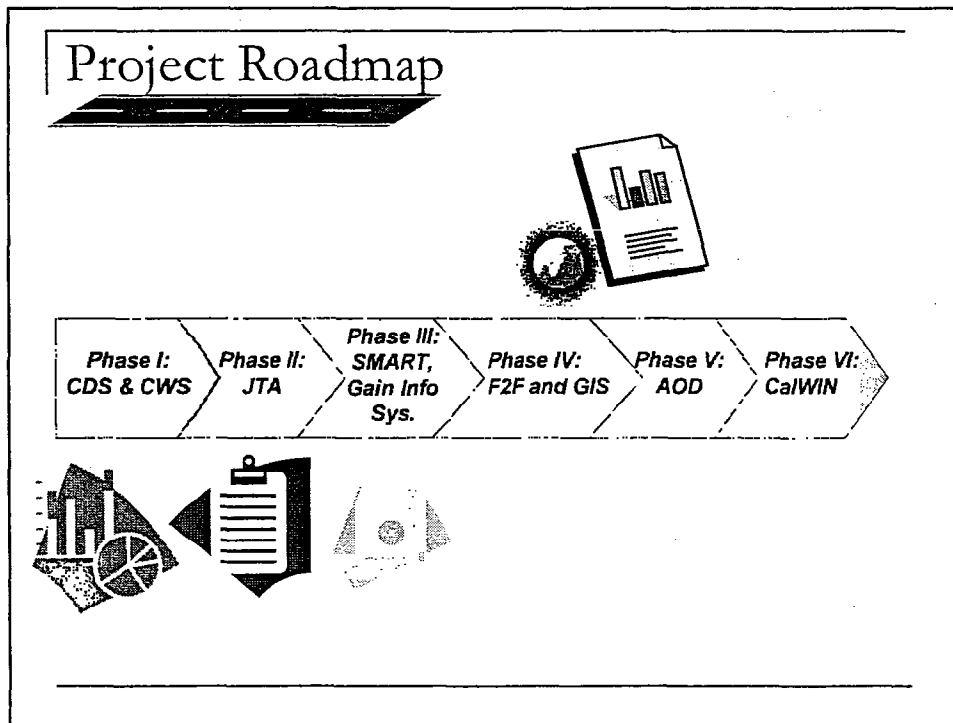 Project Roadmap
Phase I:
CDS & CWS
Phase II:
JTA
Phase III:
SMART,
Gain Info
Sys.
Phase IV:
F2F and GIS
Phase V:
AOD
Phase VI:
CalWIN